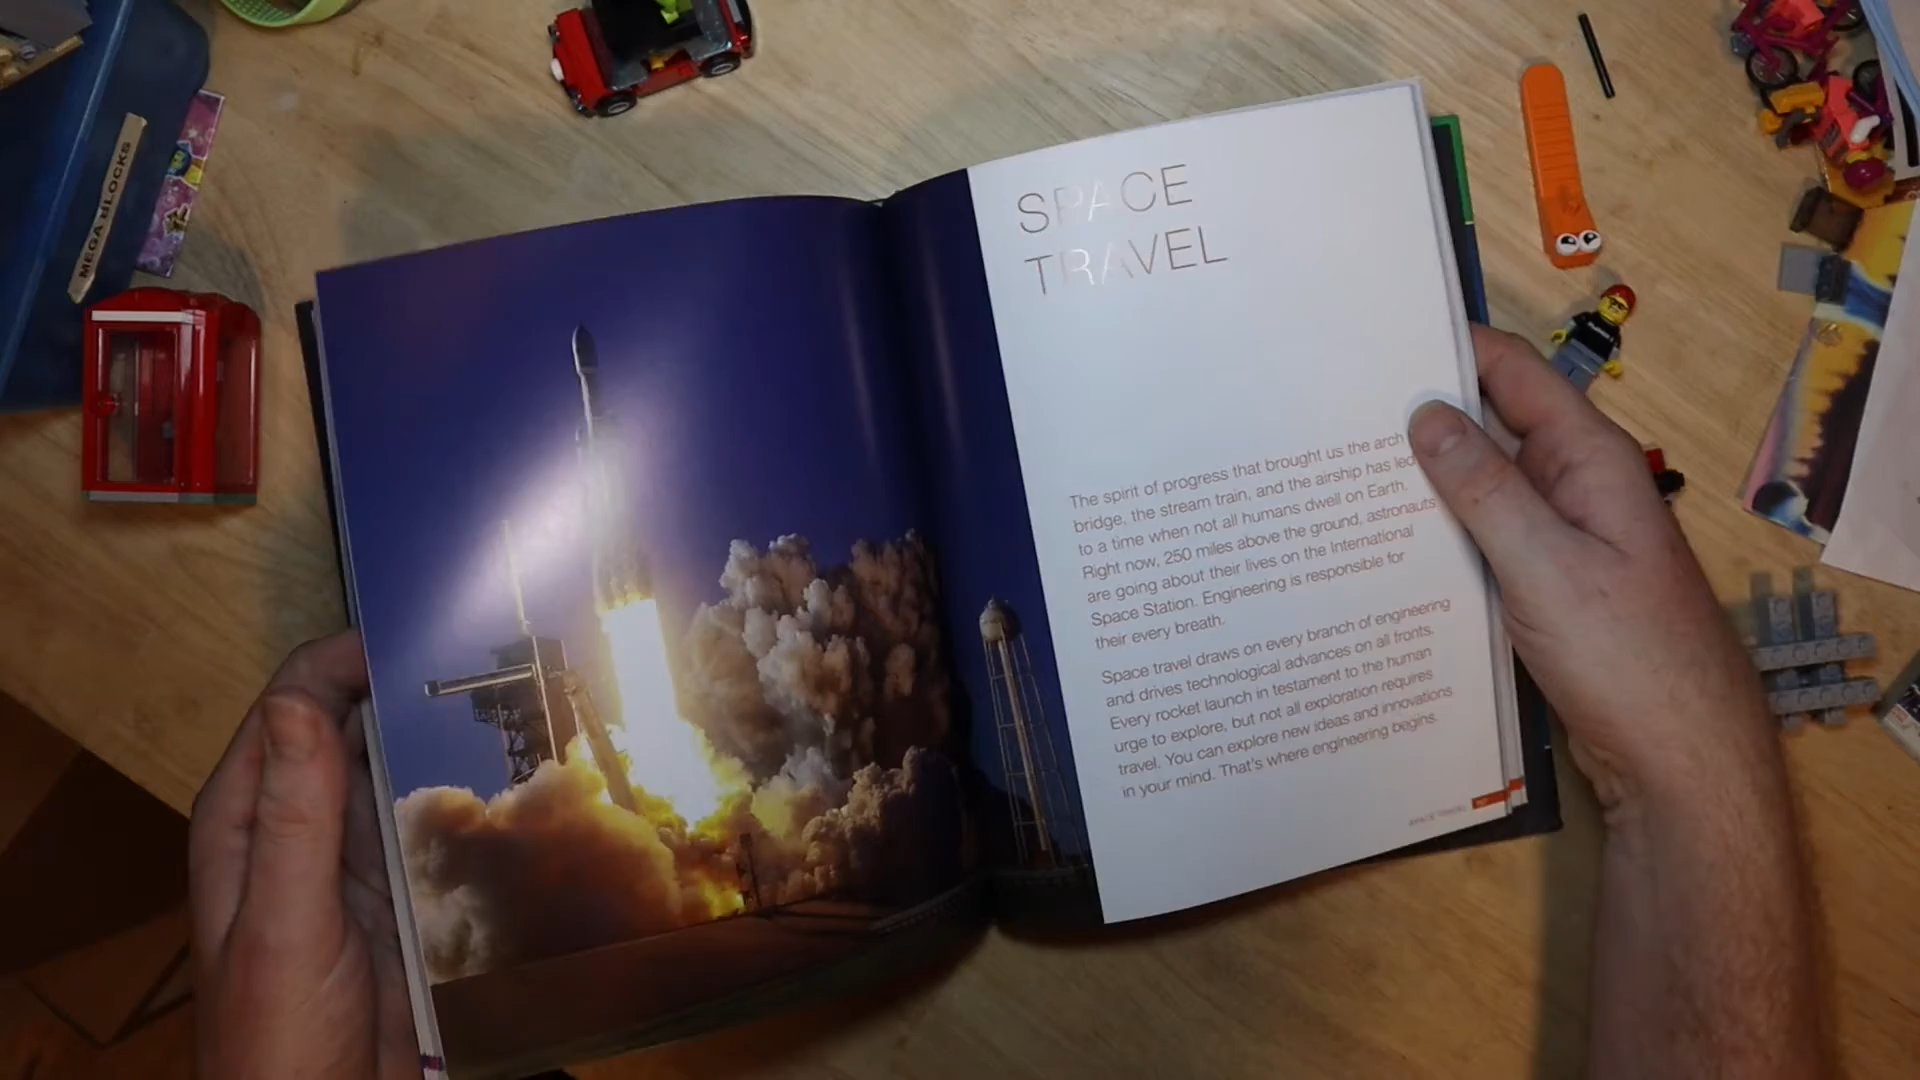 MEGA BLOCKS
SPACE
TRAVEL
The spirit of progress that brought us the arch
bridge, the stream train, and the airship has led
to a time when not all humans dwell on Earth.
Right now, 250 miles above the ground, astronauts
are going about their lives on the International
Space Station. Engineering is responsible for
their every breath.
Space travel draws on every branch of engineering
and drives technological advances on all fronts.
Every rocket launch in testament to the human
urge to explore, but not all exploration requires
travel. You can explore new ideas and innovations
in your mind. That's where engineering begins.
SPACE TRAVEL